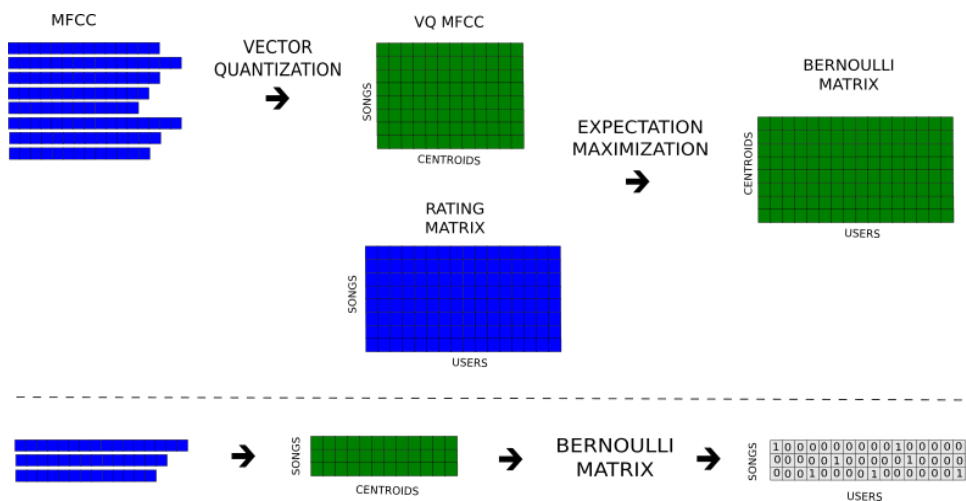 MFCC
VECTOR
QUANTIZATION
VQ MFCC
SONGS
CENTROIDS
RATING
MATRIX
SONGS
USERS
EXPECTATION
MAXIMIZATION
BERNOULLI
MATRIX
CENTROIDS
USERS
SONGS
CENTROIDS
BERNOULLI
MATRIX
SONGS
1 0 0 0 0 0 0 0 0 0 1 0 0 0 0 0
0 0 0 0 0 1 0 0 0 0 0 1 0 0 0 0
0 0 0 1 0 0 0 0 1 0 0 0 0 0 0 1
USERS